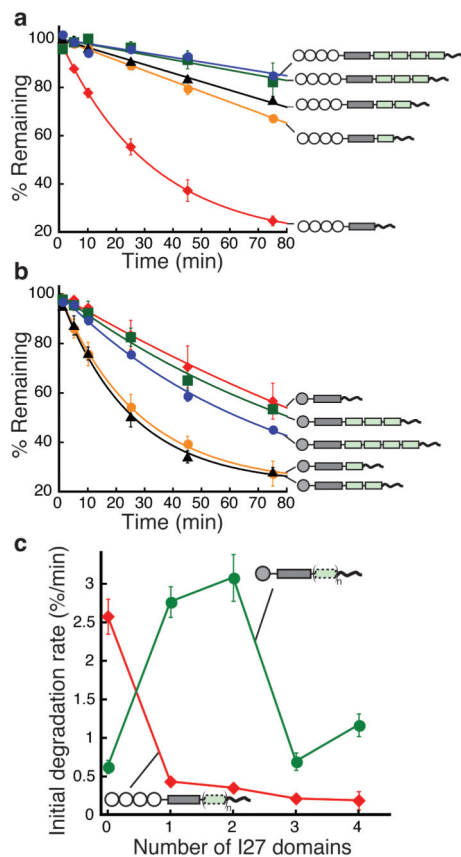 a
% Remaining
100
80
60
40
20
0 10 20 30 40 50 60 70 80
Time (min)
b
% Remaining
100
80
60
40
20
0 10 20 30 40 50 60 70 80
Time (min)
c
Initial degradation rate (%/min)
3
2.5
2
1.5
1
0.5
0
n
n
0 1 2 3 4
Number of I27 domains